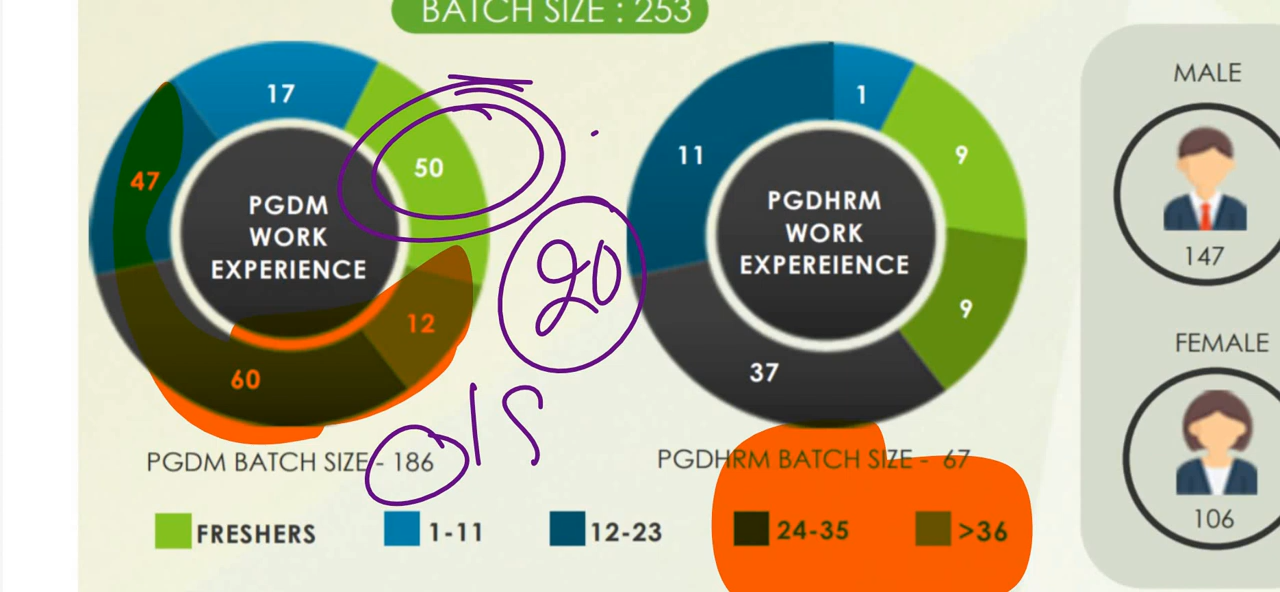 BATCH SIZE : 253
17
50
47
12
60
PGDM
WORK
EXPERIENCE
1
11
9
9
37
PGDHRM
WORK
EXPEREIENCE
MALE
147
FEMALE
106
20
PGDM BATCH SIZE - 186
PGDHRM BATCH SIZE - 67
FRESHERS
1-11
12-23
24-35
>36